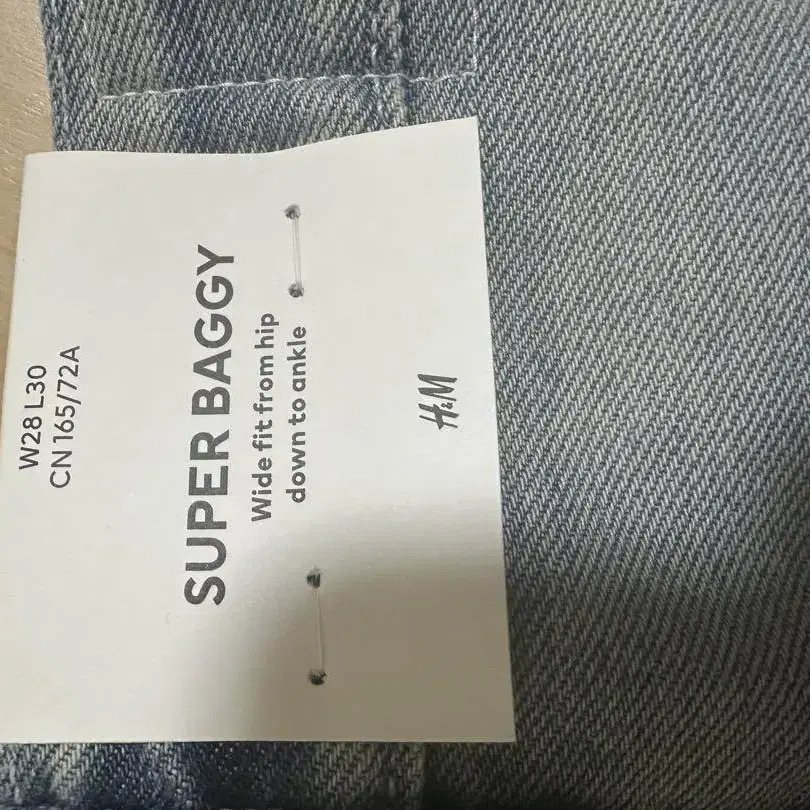 W28 L30
CN 165/72A
SUPER BAGGY
Wide fit from hip
down to ankle
H&M